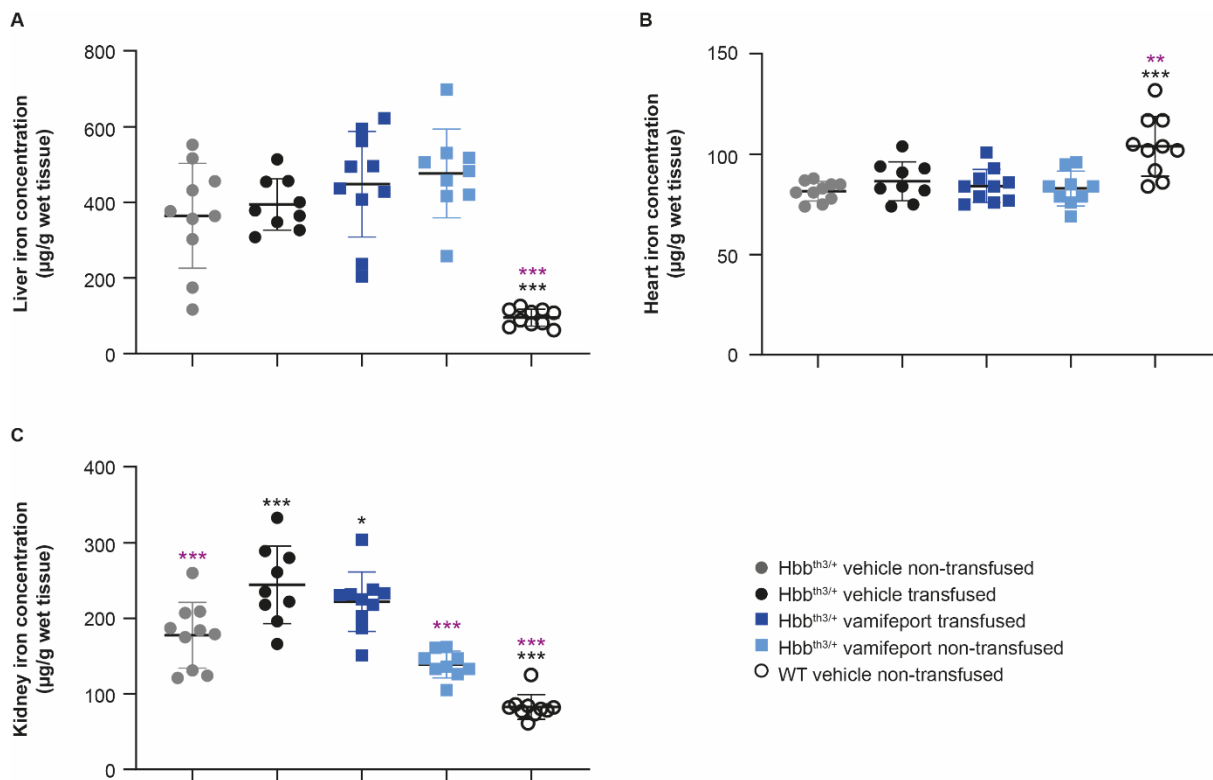 A
Liver iron concentration
(µg/g wet tissue)
800
600
400
200
0
***
***
B
Heart iron concentration
(µg/g wet tissue)
150
100
50
0
**
***
C
Kidney iron concentration
(µg/g wet tissue)
400
300
200
100
0
***
***
*
***
***
***
Hbbth3/+ vehicle non-transfused
Hbbth3/+ vehicle transfused
Hbbth3/+ vamifeport transfused
Hbbth3/+ vamifeport non-transfused
WT vehicle non-transfused